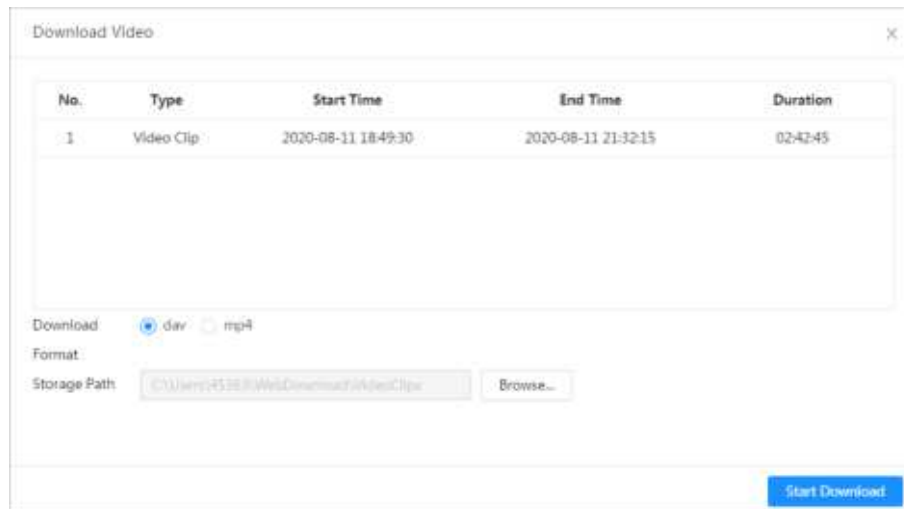 Download Video
No. Type Start Time End Time Duration
1 Video Clip 2020-08-11 18:49:30 2020-08-11 21:32:15 02:42:45
Download dav mp4
Format
Storage Path Browse...
Start Download